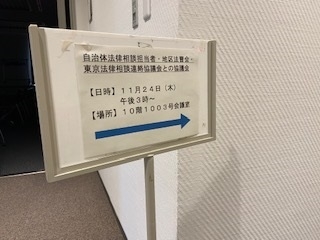 自治体法律相談担当者・地区法曹会・
東京法律相談連絡協議会との協議会
【日時】11月24日(木)
午後3時~
【場所】10階1003号会議室